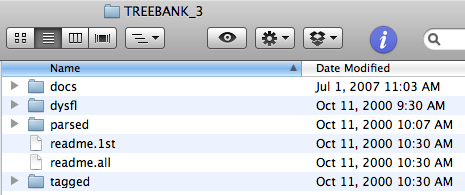 TREEBANK_3
Name Date Modified
docs Jul 1, 2007 11:03 AM
dysfl Oct 11, 2000 9:30 AM
parsed Oct 11, 2000 10:07 AM
readme.1st Oct 11, 2000 10:30 AM
readme.all Oct 11, 2000 10:30 AM
tagged Oct 11, 2000 10:30 AM